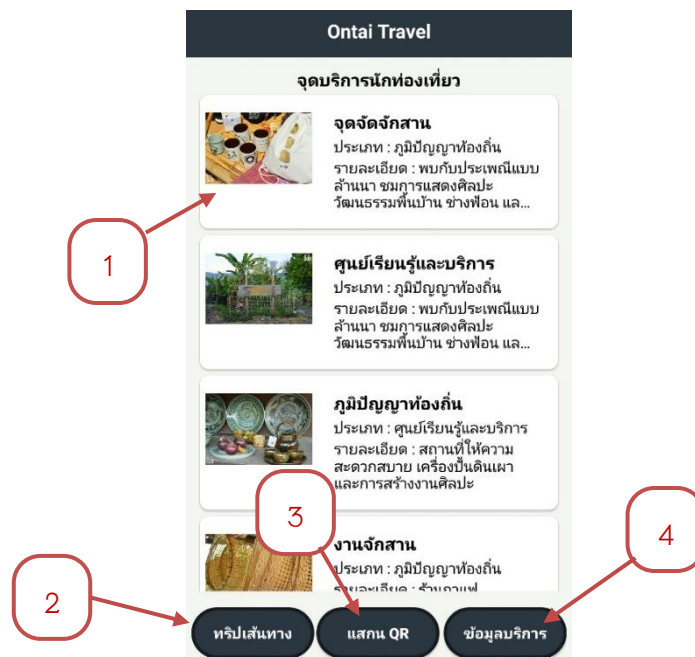 Ontai Travel
จุดบริการนักท่องเที่ยว
จุดจัดจักสาน
ประเภท : ภูมิปัญญาท้องถิ่น
รายละเอียด : พบกับประเพณีแบบ
ล้านนา ชมการแสดงศิลปะ
วัฒนธรรมพื้นบ้าน ช่างฟ้อน แล...
1
ศูนย์เรียนรู้และบริการ
ประเภท : ภูมิปัญญาท้องถิ่น
รายละเอียด : พบกับประเพณีแบบ
ล้านนา ชมการแสดงศิลปะ
วัฒนธรรมพื้นบ้าน ช่างฟ้อน แล...
ภูมิปัญญาท้องถิ่น
ประเภท : ศูนย์เรียนรู้และบริการ
รายละเอียด : สถานที่ให้ความ
สะดวกสบาย เครื่องปั้นดินเผา
และการสร้างงานศิลปะ
3
4
งานจักสาน
ประเภท : ภูมิปัญญาท้องถิ่น
รายละเอียด : ร้านกาแฟ
2
ทริปเส้นทาง
แสกน QR
ข้อมูลบริการ